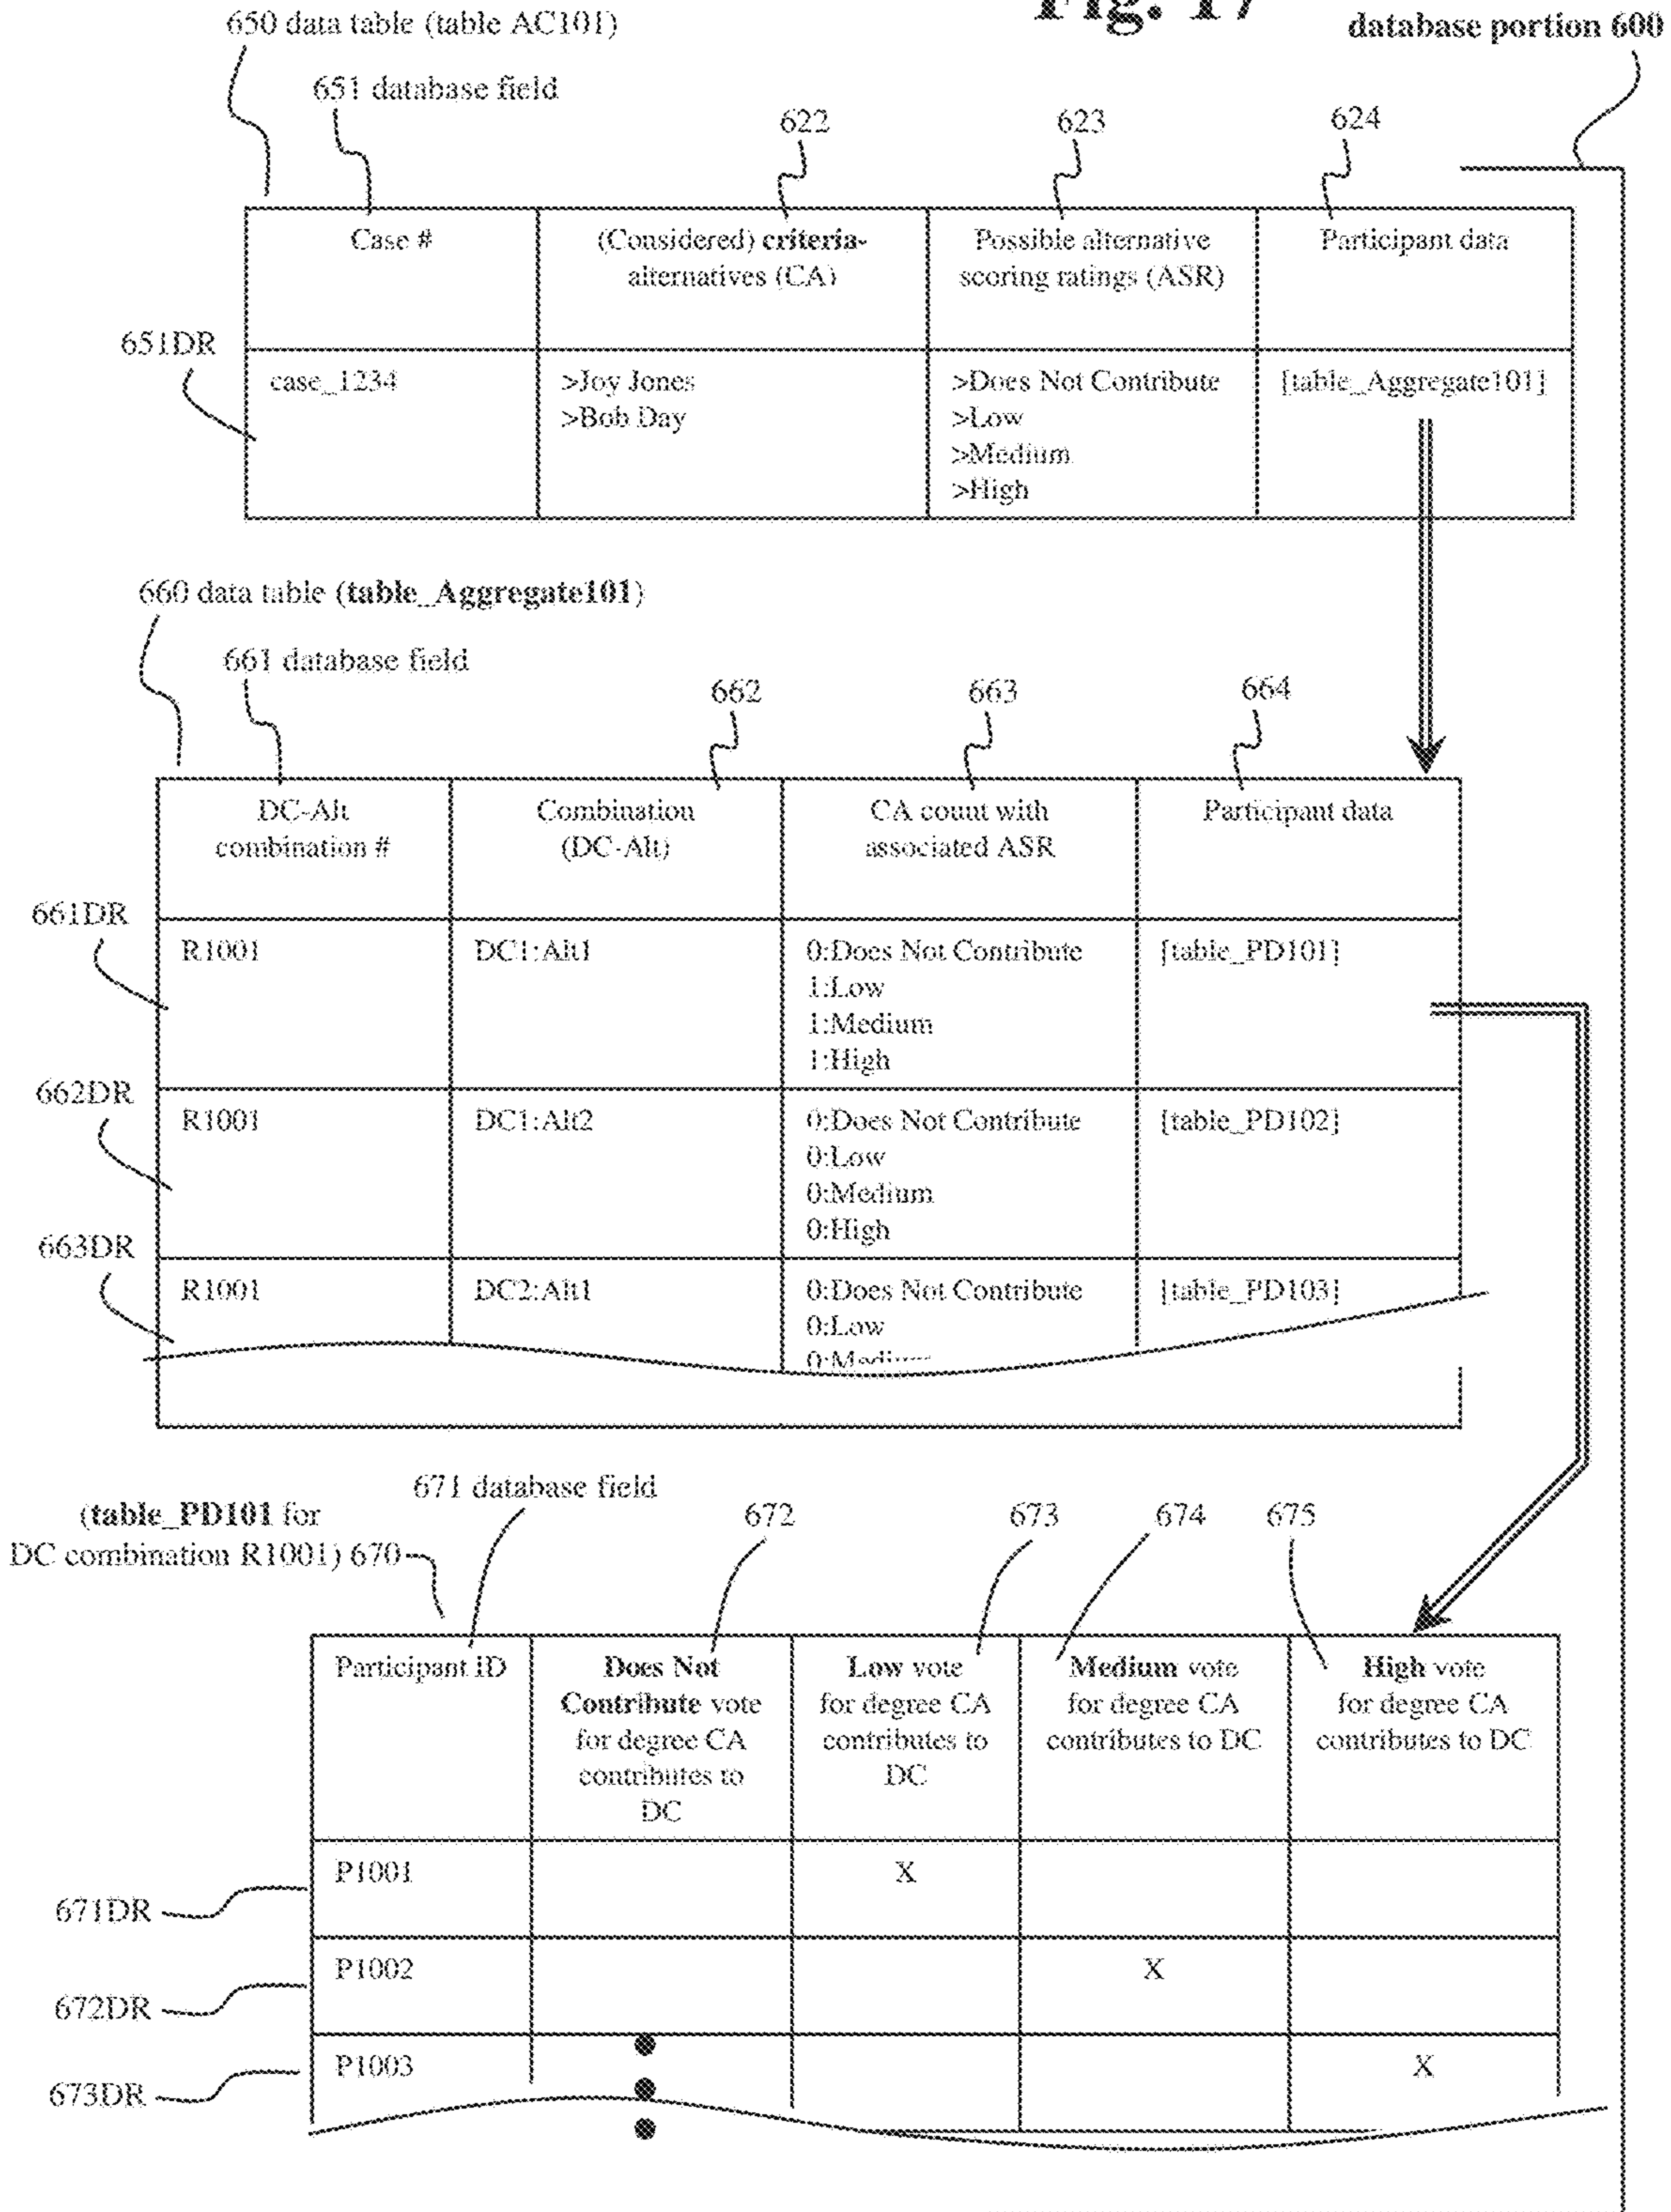 Fig. 17
650 data table (table AC101)
database portion 600
651 database field
622
623
624
Case #
(Considered) criteria-
alternatives (CA)
Possible alternative
scoring ratings (ASR)
Participant data
651DR
case_1234
>Joy Jones
>Bob Day
>Does Not Contribute
>Low
>Medium
>High
[table_Aggregate101]
660 data table (table_Aggregate101)
661 database field
662
663
664
DC-Alt
combination #
Combination
(DC-Alt)
CA count with
associated ASR
Participant data
661DR
R1001
DC1:Alt1
0:Does Not Contribute
1:Low
1:Medium
1:High
[table_PD101]
662DR
R1001
DC1:Alt2
0:Does Not Contribute
0:Low
0:Medium
0:High
[table_PD102]
663DR
R1001
DC2:Alt1
0:Does Not Contribute
0:Low
0:Medium
[table_PD103]
671 database field
(table_PD101 for
DC combination R1001) 670
672
673
674
675
Participant ID
Does Not
Contribute vote
for degree CA
contributes to
DC
Low vote
for degree CA
contributes to
DC
Medium vote
for degree CA
contributes to DC
High vote
for degree CA
contributes to DC
671DR
P1001
X
672DR
P1002
X
673DR
P1003
X